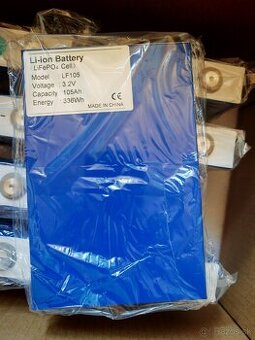 Li-ion Battery
(LiFePO₄ Cell)
Model : LF105
Voltage : 3.2V
Capacity : 105Ah
Energy : 336Wh
CE MADE IN CHINA